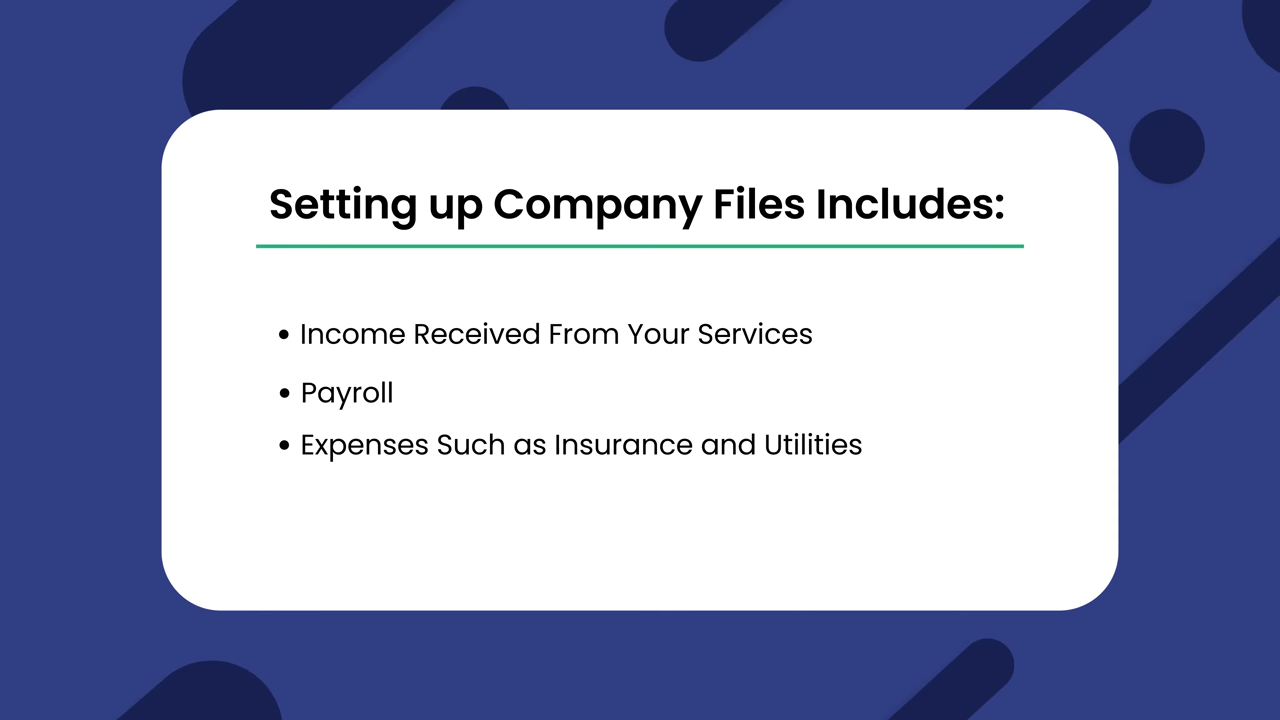 Setting up Company Files Includes:
• Income Received From Your Services
• Payroll
• Expenses Such as Insurance and Utilities